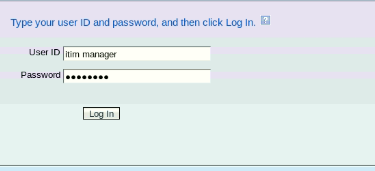 Type your user ID and password, and then click Log In.
User ID itim manager
Password ●●●●●●●●
Log In